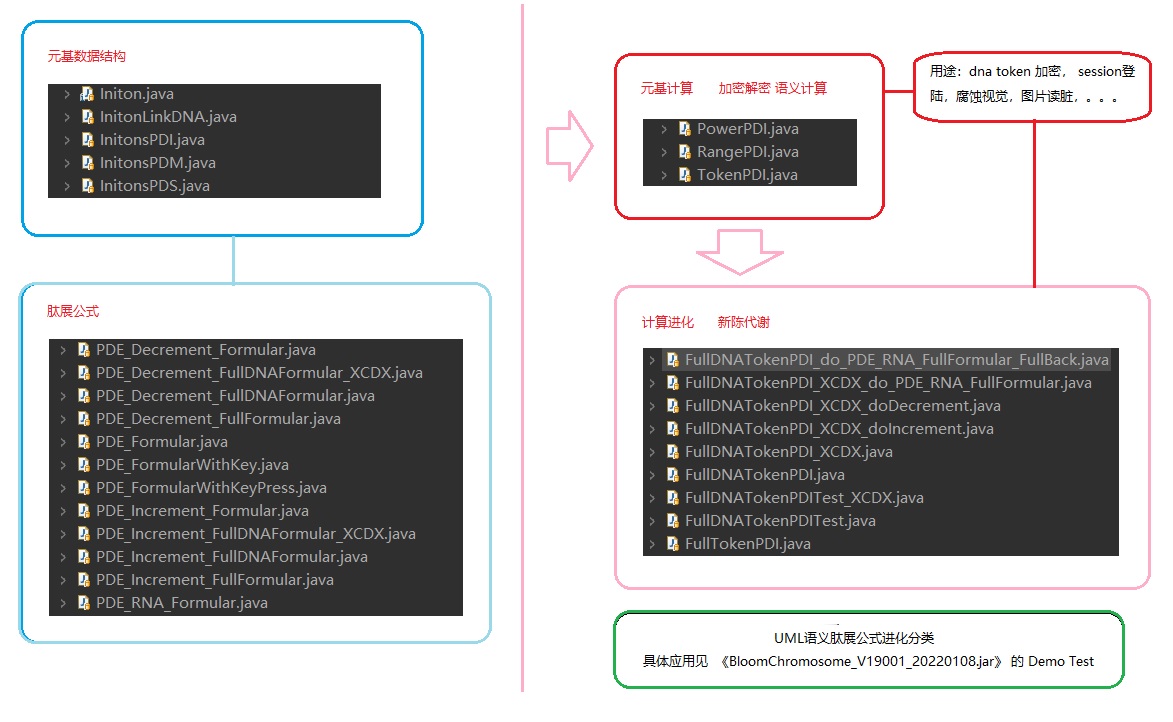 元基数据结构
Initon.java
InitonLinkDNA.java
InitonsPDI.java
InitonsPDM.java
InitonsPDS.java
肽展公式
PDE_Decrement_Formular.java
PDE_Decrement_FullDNAFormular_XCDX.java
PDE_Decrement_FullDNAFormular.java
PDE_Decrement_FullFormular.java
PDE_Formular.java
PDE_FormularWithKey.java
PDE_FormularWithKeyPress.java
PDE_Increment_Formular.java
PDE_Increment_FullDNAFormular_XCDX.java
PDE_Increment_FullDNAFormular.java
PDE_Increment_FullFormular.java
PDE_RNA_Formular.java
元基计算 加密解密 语义计算
PowerPDI.java
RangePDI.java
TokenPDI.java
用途：dna token 加密， session登
陆，腐蚀视觉，图片读脏，。。。
计算进化 新陈代谢
FullDNATokenPDI_do_PDE_RNA_FullFormular_FullBack.java
FullDNATokenPDI_XCDX_do_PDE_RNA_FullFormular.java
FullDNATokenPDI_XCDX_doDecrement.java
FullDNATokenPDI_XCDX_doIncrement.java
FullDNATokenPDI_XCDX.java
FullDNATokenPDI.java
FullDNATokenPDITest_XCDX.java
FullDNATokenPDITest.java
FullTokenPDI.java
UML语义肽展公式进化分类
具体应用见 《BloomChromosome_V19001_20220108.jar》 的 Demo Test